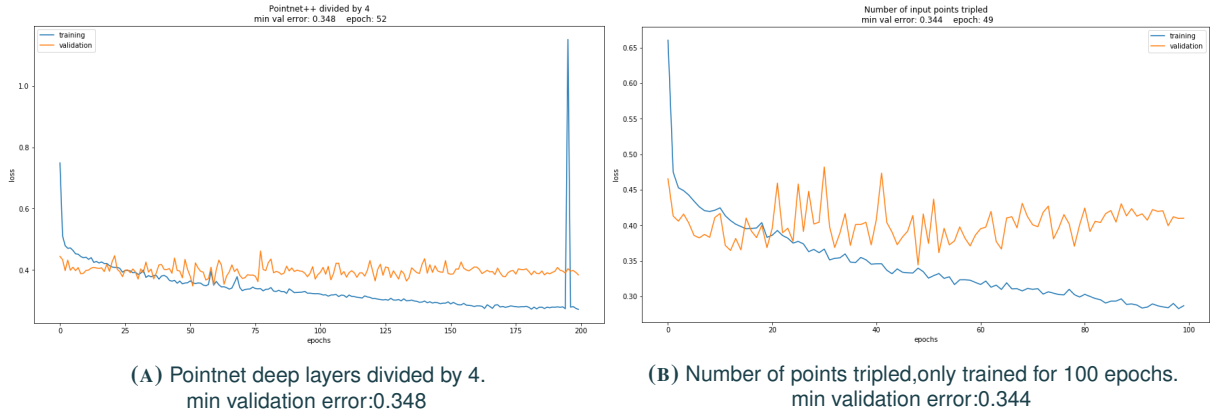 Pointnet++ divided by 4
min val error: 0.348 epoch: 52
training
validation
1.0
0.8
0.6
0.4
loss
0
25
50
75
100
125
150
175
200
epochs
(A) Pointnet deep layers divided by 4.
min validation error:0.348
Number of input points tripled
min val error: 0.344 epoch: 49
training
validation
0.65
0.60
0.55
0.50
0.45
0.40
0.35
0.30
loss
0
20
40
60
80
100
epochs
(B) Number of points tripled,only trained for 100 epochs.
min validation error:0.344